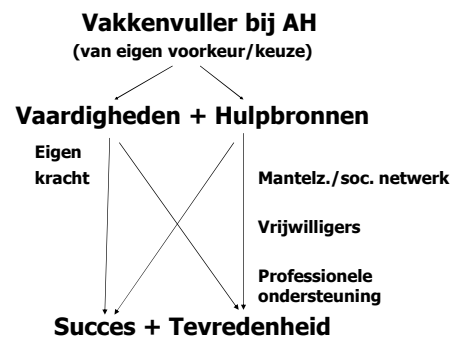 Vakkenvuller bij AH
(van eigen voorkeur/keuze)
Vaardigheden + Hulpbronnen
Eigen
kracht
Mantelz./soc. netwerk
Vrijwilligers
Professionele
ondersteuning
Succes + Tevredenheid